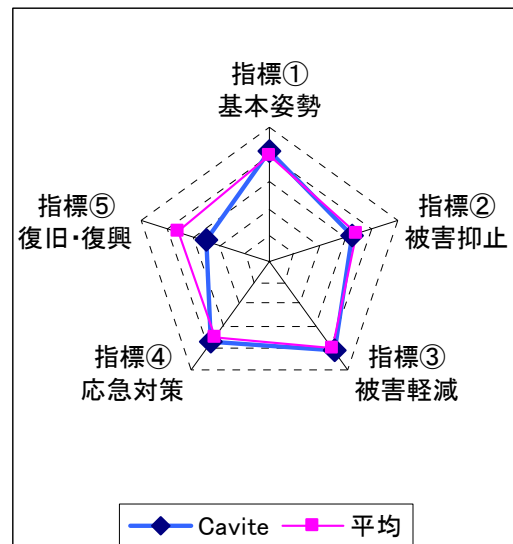 指標①
基本姿勢
指標②
被害抑止
指標③
被害軽減
指標④
応急対策
指標⑤
復旧・復興
Cavite
平均